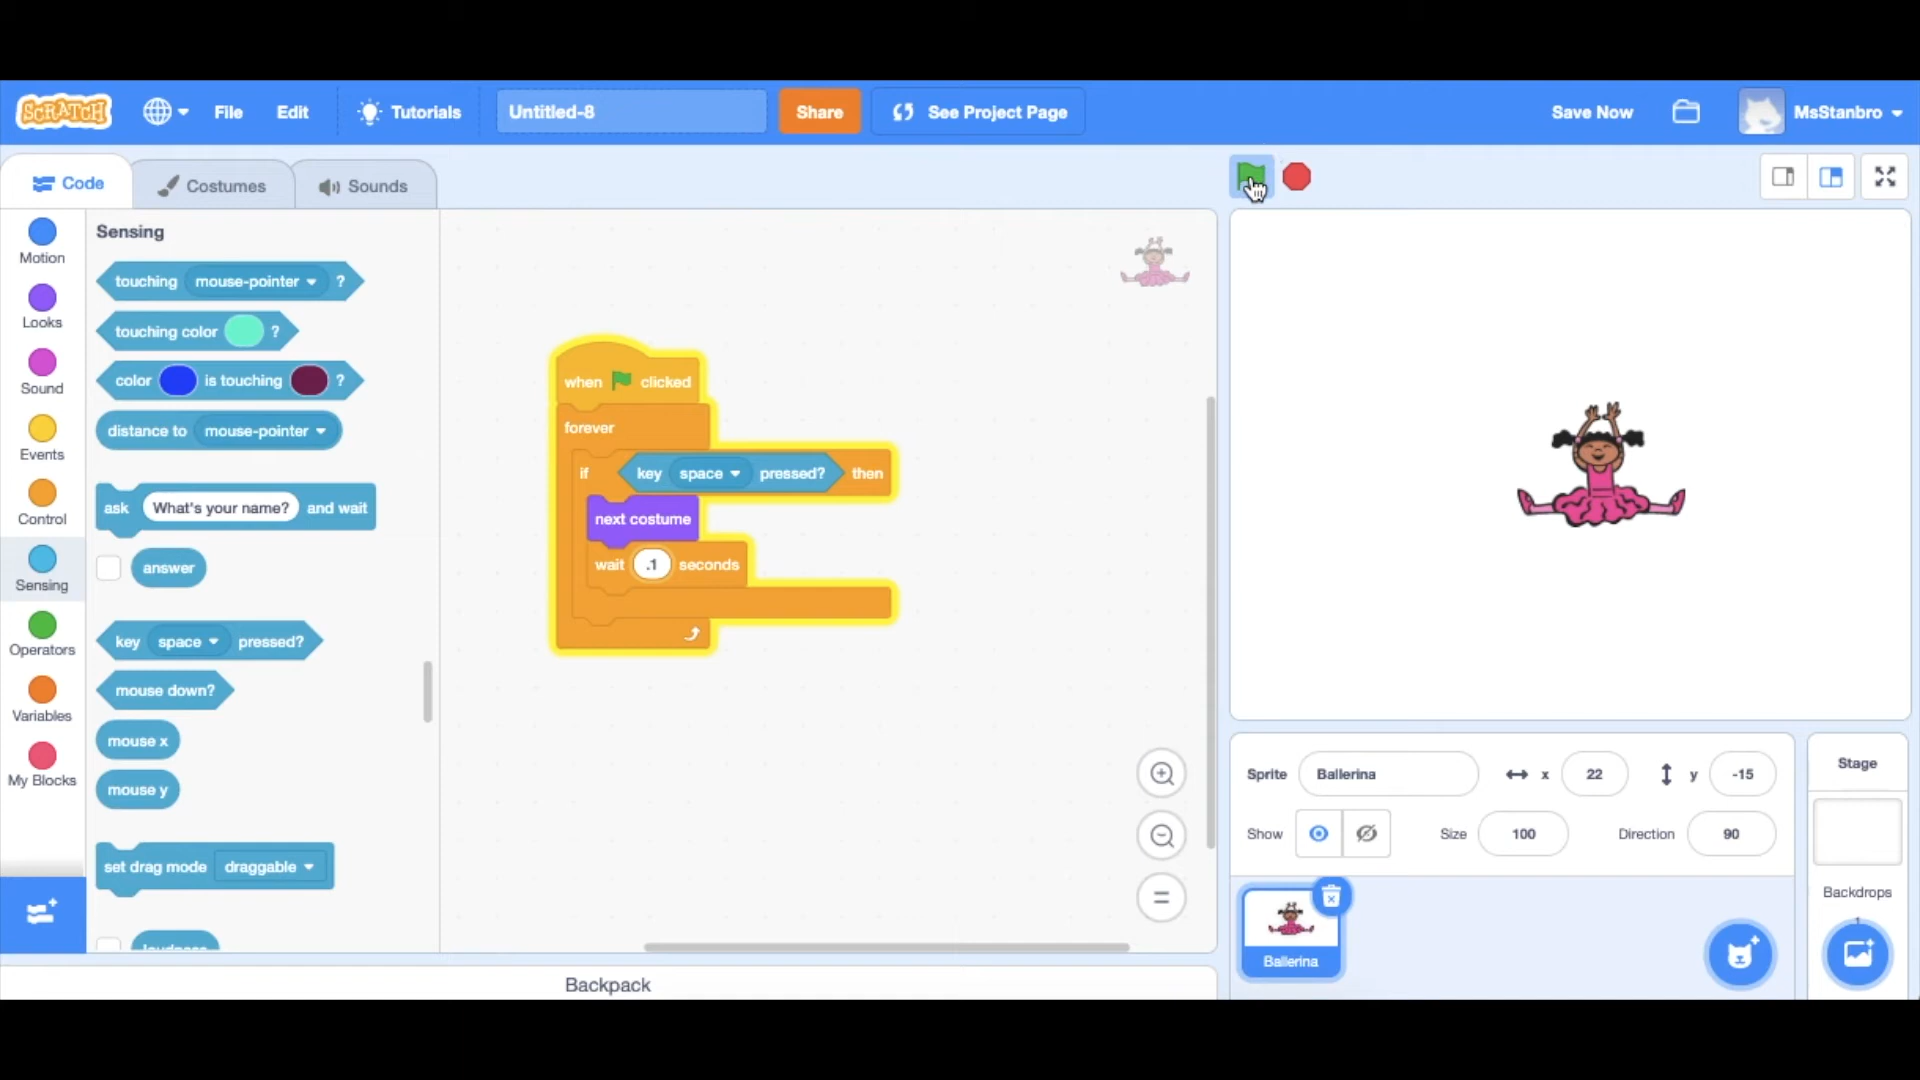 SCRATCH
File
Edit
Tutorials
Untitled-8
Share
See Project Page
Save Now
MsStanbro
Code
Costumes
Sounds
Motion
Looks
Sound
Events
Control
Sensing
Operators
Variables
My Blocks
Sensing
touching mouse-pointer ?
touching color ?
color is touching ?
distance to mouse-pointer
ask What's your name? and wait
answer
key space pressed?
mouse down?
mouse x
mouse y
set drag mode draggable
loudness
when clicked
forever
if key space pressed? then
next costume
wait .1 seconds
Backpack
Sprite Ballerina x 22 y -15
Show Size 100 Direction 90
Ballerina
Stage
Backdrops
1